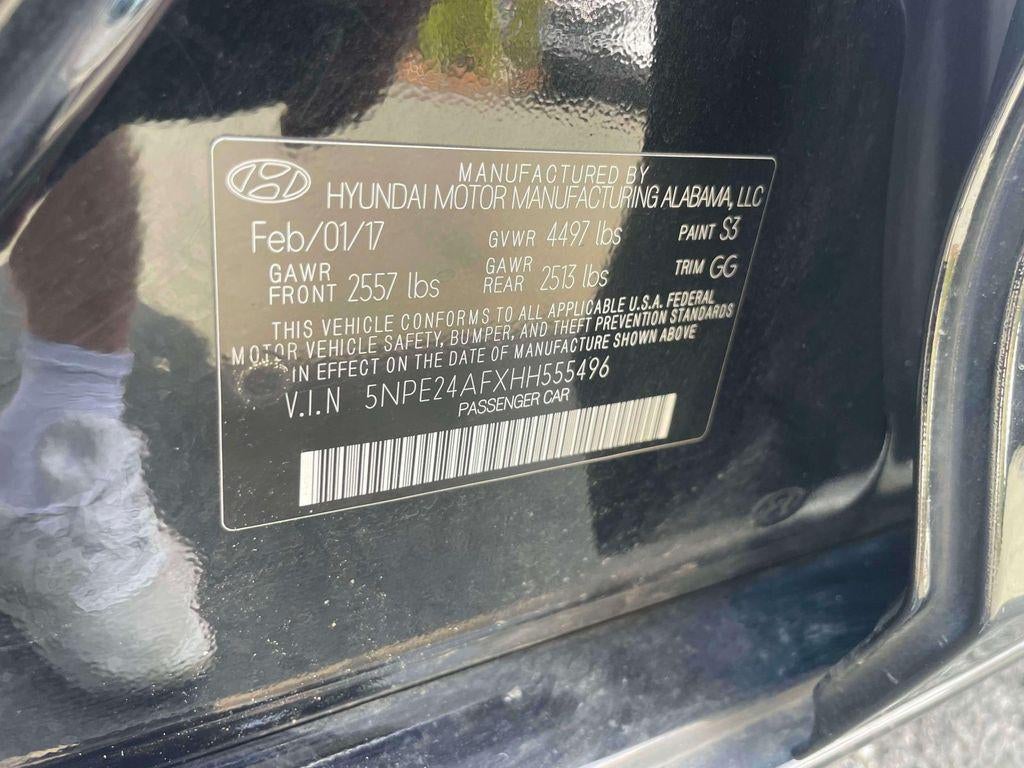 MANUFACTURED BY
HYUNDAI MOTOR MANUFACTURING ALABAMA, LLC
Feb/01/17 GVWR 4497 lbs PAINT S3
GAWR FRONT 2557 lbs GAWR REAR 2513 lbs TRIM GG
THIS VEHICLE CONFORMS TO ALL APPLICABLE U.S.A. FEDERAL
MOTOR VEHICLE SAFETY, BUMPER, AND THEFT PREVENTION STANDARDS
IN EFFECT ON THE DATE OF MANUFACTURE SHOWN ABOVE
V.I.N 5NPE24AFXHH555496
PASSENGER CAR